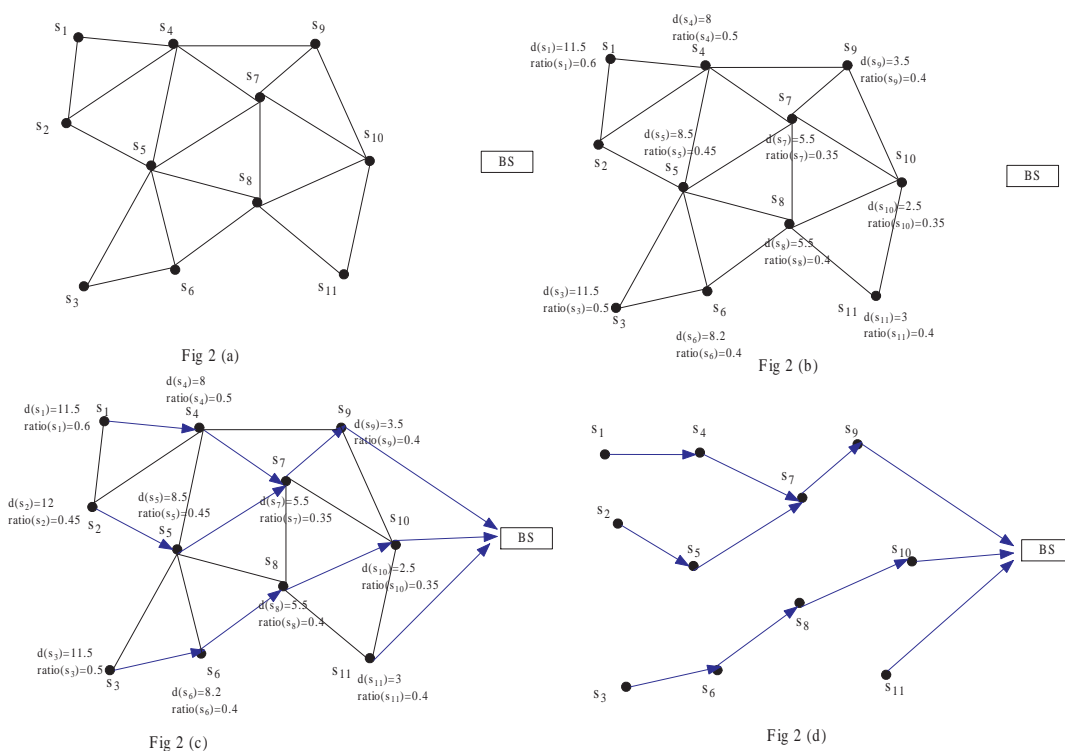 s1
s4
s9
s7
s2
s5
s10
s8
s6
s3
s11
BS
Fig 2 (a)
d(s4)=8
ratio(s4)=0.5
s4
d(s1)=11.5
ratio(s1)=0.6
s1
s9
d(s9)=3.5
ratio(s9)=0.4
s7
d(s7)=5.5
ratio(s7)=0.35
s2
d(s5)=8.5
ratio(s5)=0.45
s5
s10
d(s10)=2.5
ratio(s10)=0.35
s8
d(s8)=5.5
ratio(s8)=0.4
d(s3)=11.5
ratio(s3)=0.5
s3
s6
d(s6)=8.2
ratio(s6)=0.4
s11
d(s11)=3
ratio(s11)=0.4
BS
Fig 2 (b)
d(s4)=8
ratio(s4)=0.5
s4
d(s1)=11.5
ratio(s1)=0.6
s1
s9
d(s9)=3.5
ratio(s9)=0.4
s7
d(s7)=5.5
ratio(s7)=0.35
d(s2)=12
ratio(s2)=0.45
s2
d(s5)=8.5
ratio(s5)=0.45
s5
s10
d(s10)=2.5
ratio(s10)=0.35
s8
d(s8)=5.5
ratio(s8)=0.4
d(s3)=11.5
ratio(s3)=0.5
s3
s6
d(s6)=8.2
ratio(s6)=0.4
s11
d(s11)=3
ratio(s11)=0.4
BS
Fig 2 (c)
s1
s4
s9
s7
s2
s5
s10
BS
s8
s3
s6
s11
Fig 2 (d)